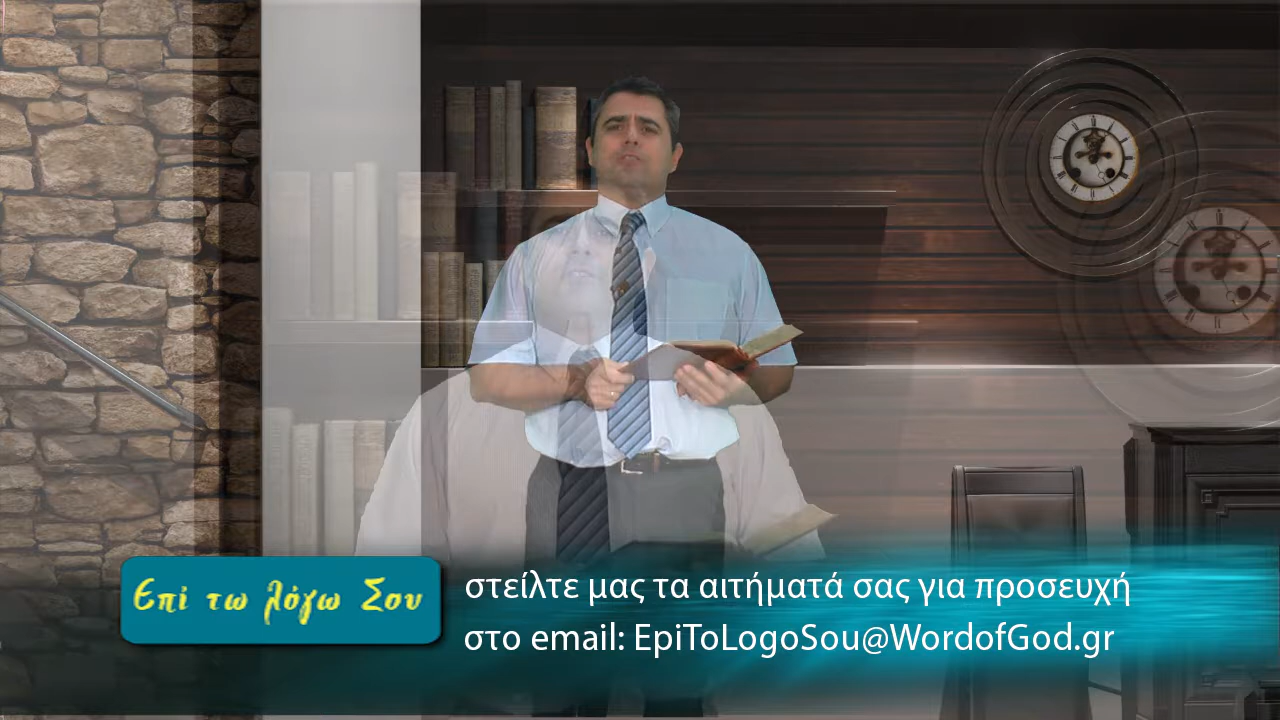 Επί τω λόγω Σου
στείλτε μας τα αιτήματά σας για προσευχή
στο email: EpiToLogoSou@WordofGod.gr